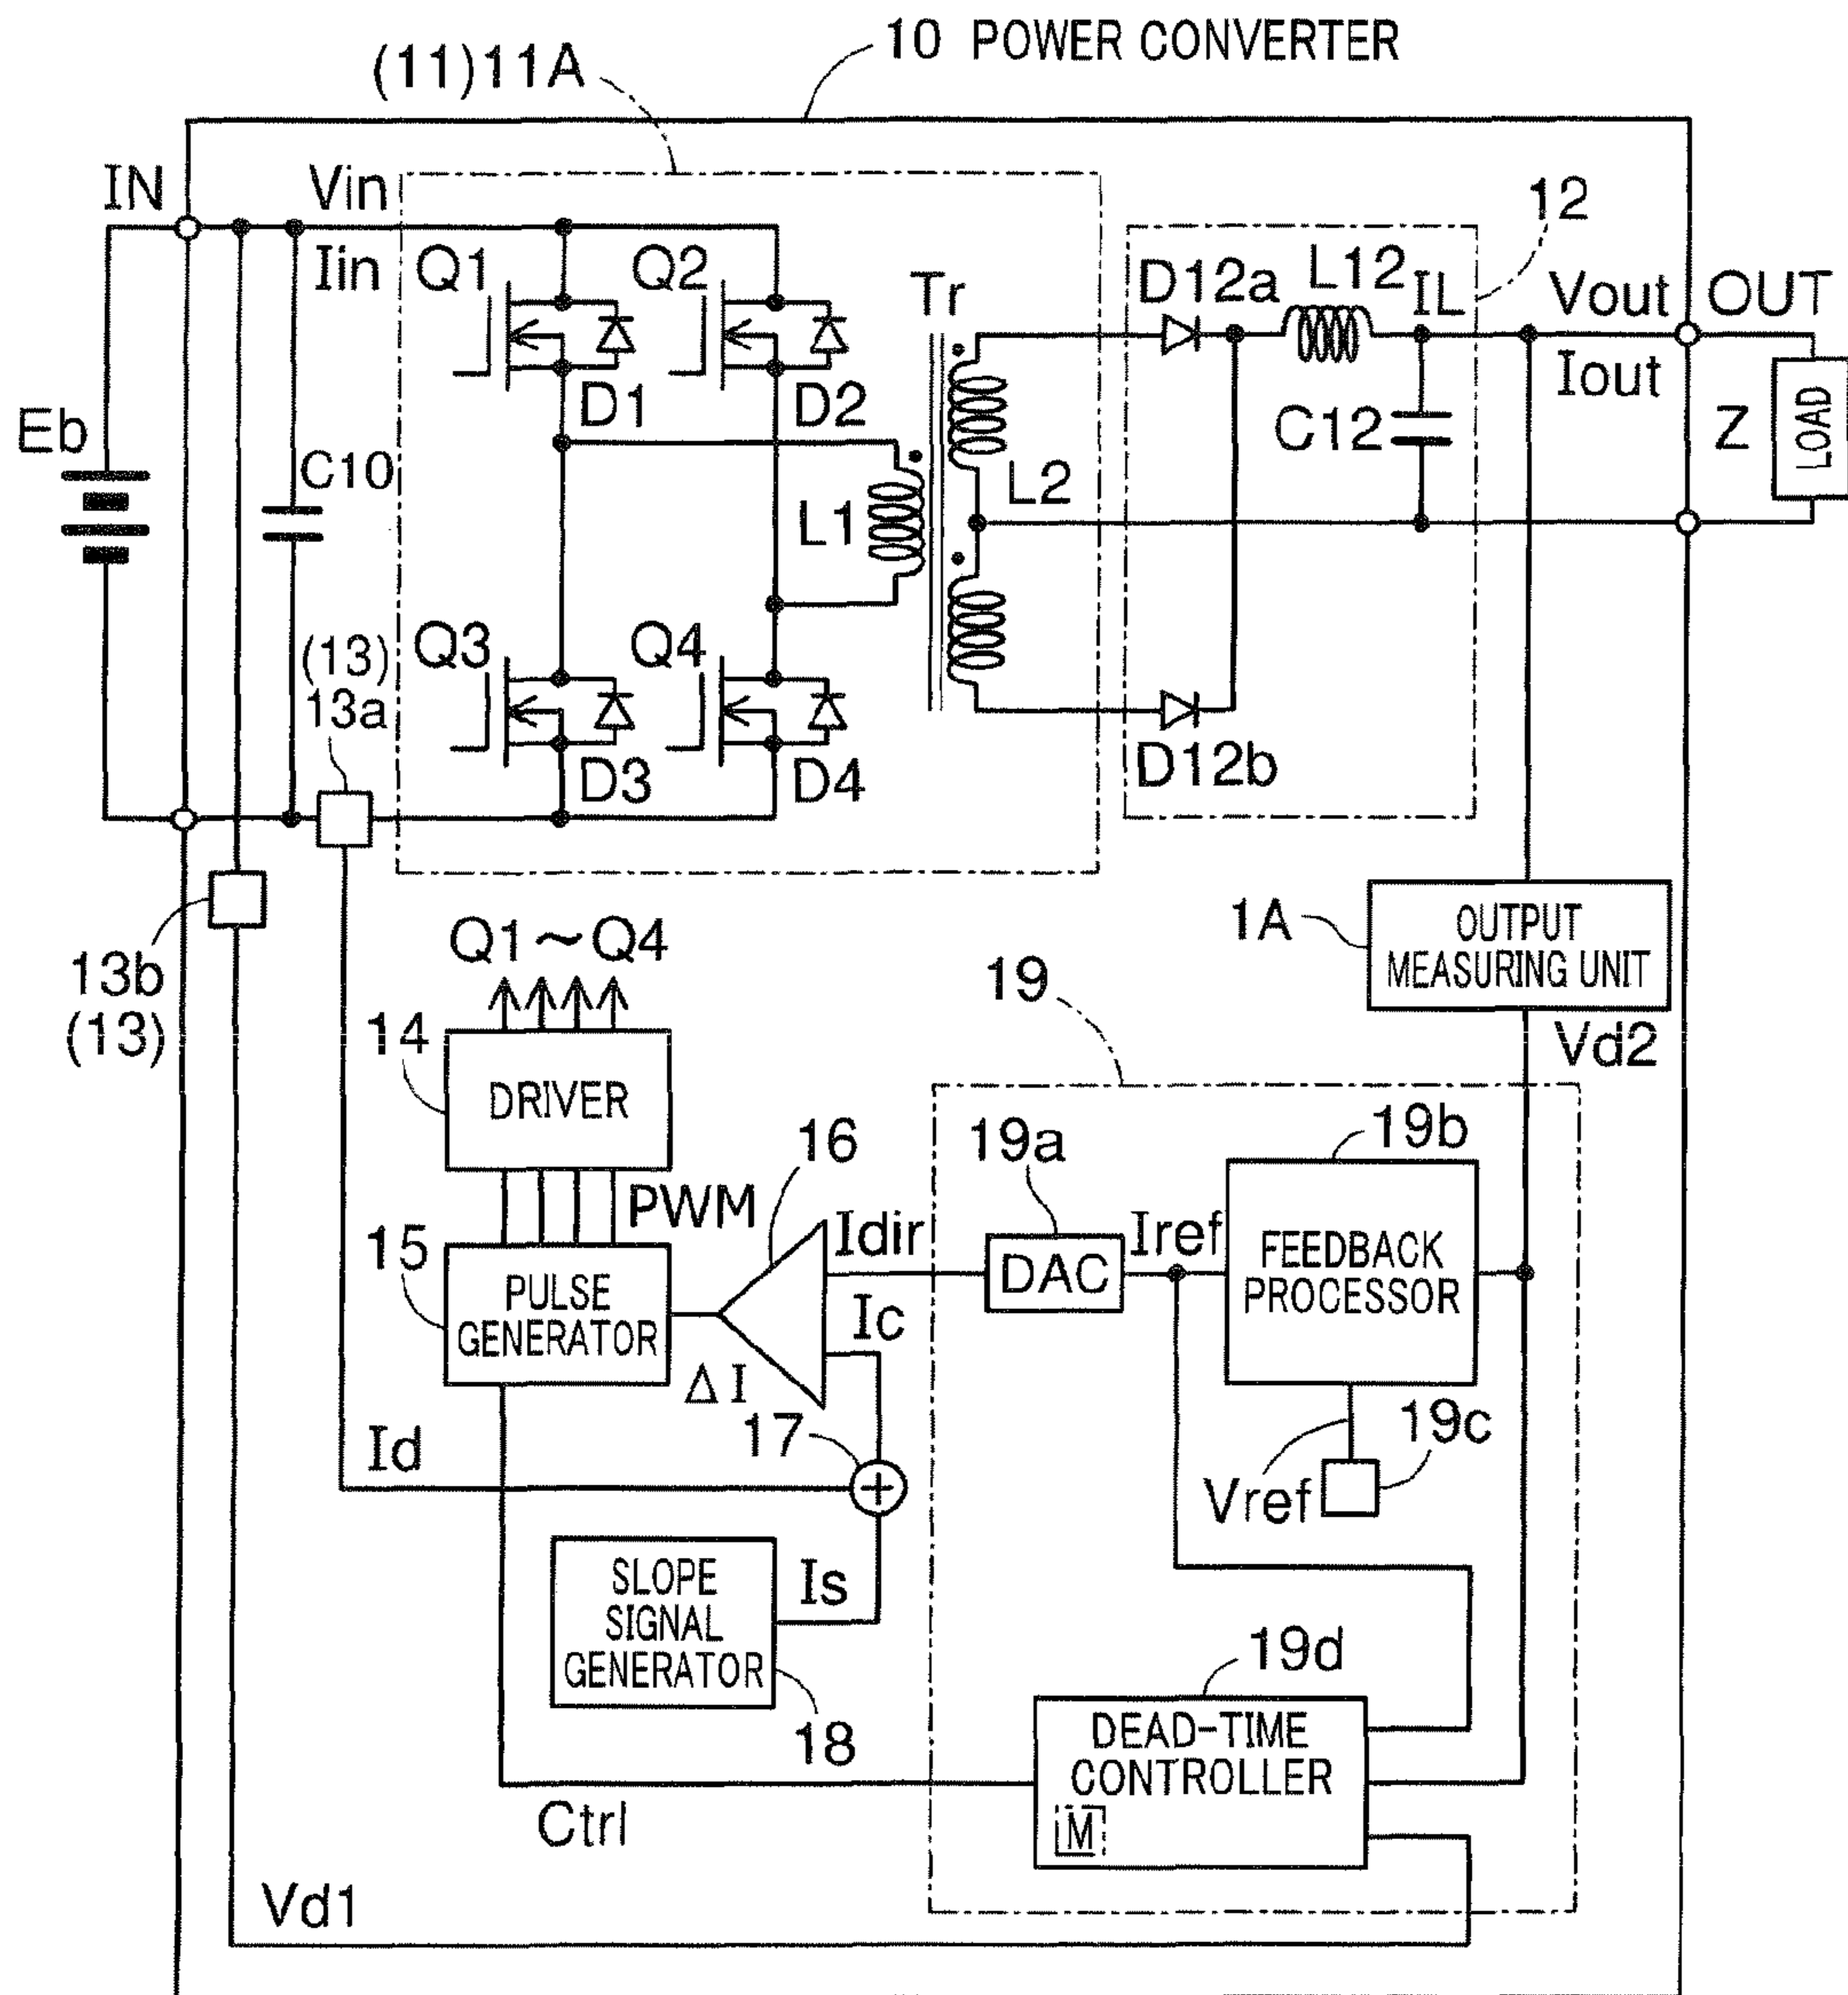 10 POWER CONVERTER
(11)11A
IN
Vin
Iin
12
Q1
Q2
Tr
D12a
L12
IL
Vout
OUT
Iout
D1
D2
Eb
C10
C12
Z
LOAD
L1
L2
Q3
Q4
(13)
13a
D3
D4
D12b
1A
OUTPUT
MEASURING UNIT
Q1~Q4
13b
(13)
19
Vd2
14
DRIVER
16
19a
19b
PWM
15
PULSE
GENERATOR
Idir
DAC
Iref
FEEDBACK
PROCESSOR
Ic
ΔI
17
19c
Id
+
Vref
SLOPE
SIGNAL
GENERATOR
Is
18
19d
DEAD-TIME
CONTROLLER
M
Ctrl
Vd1